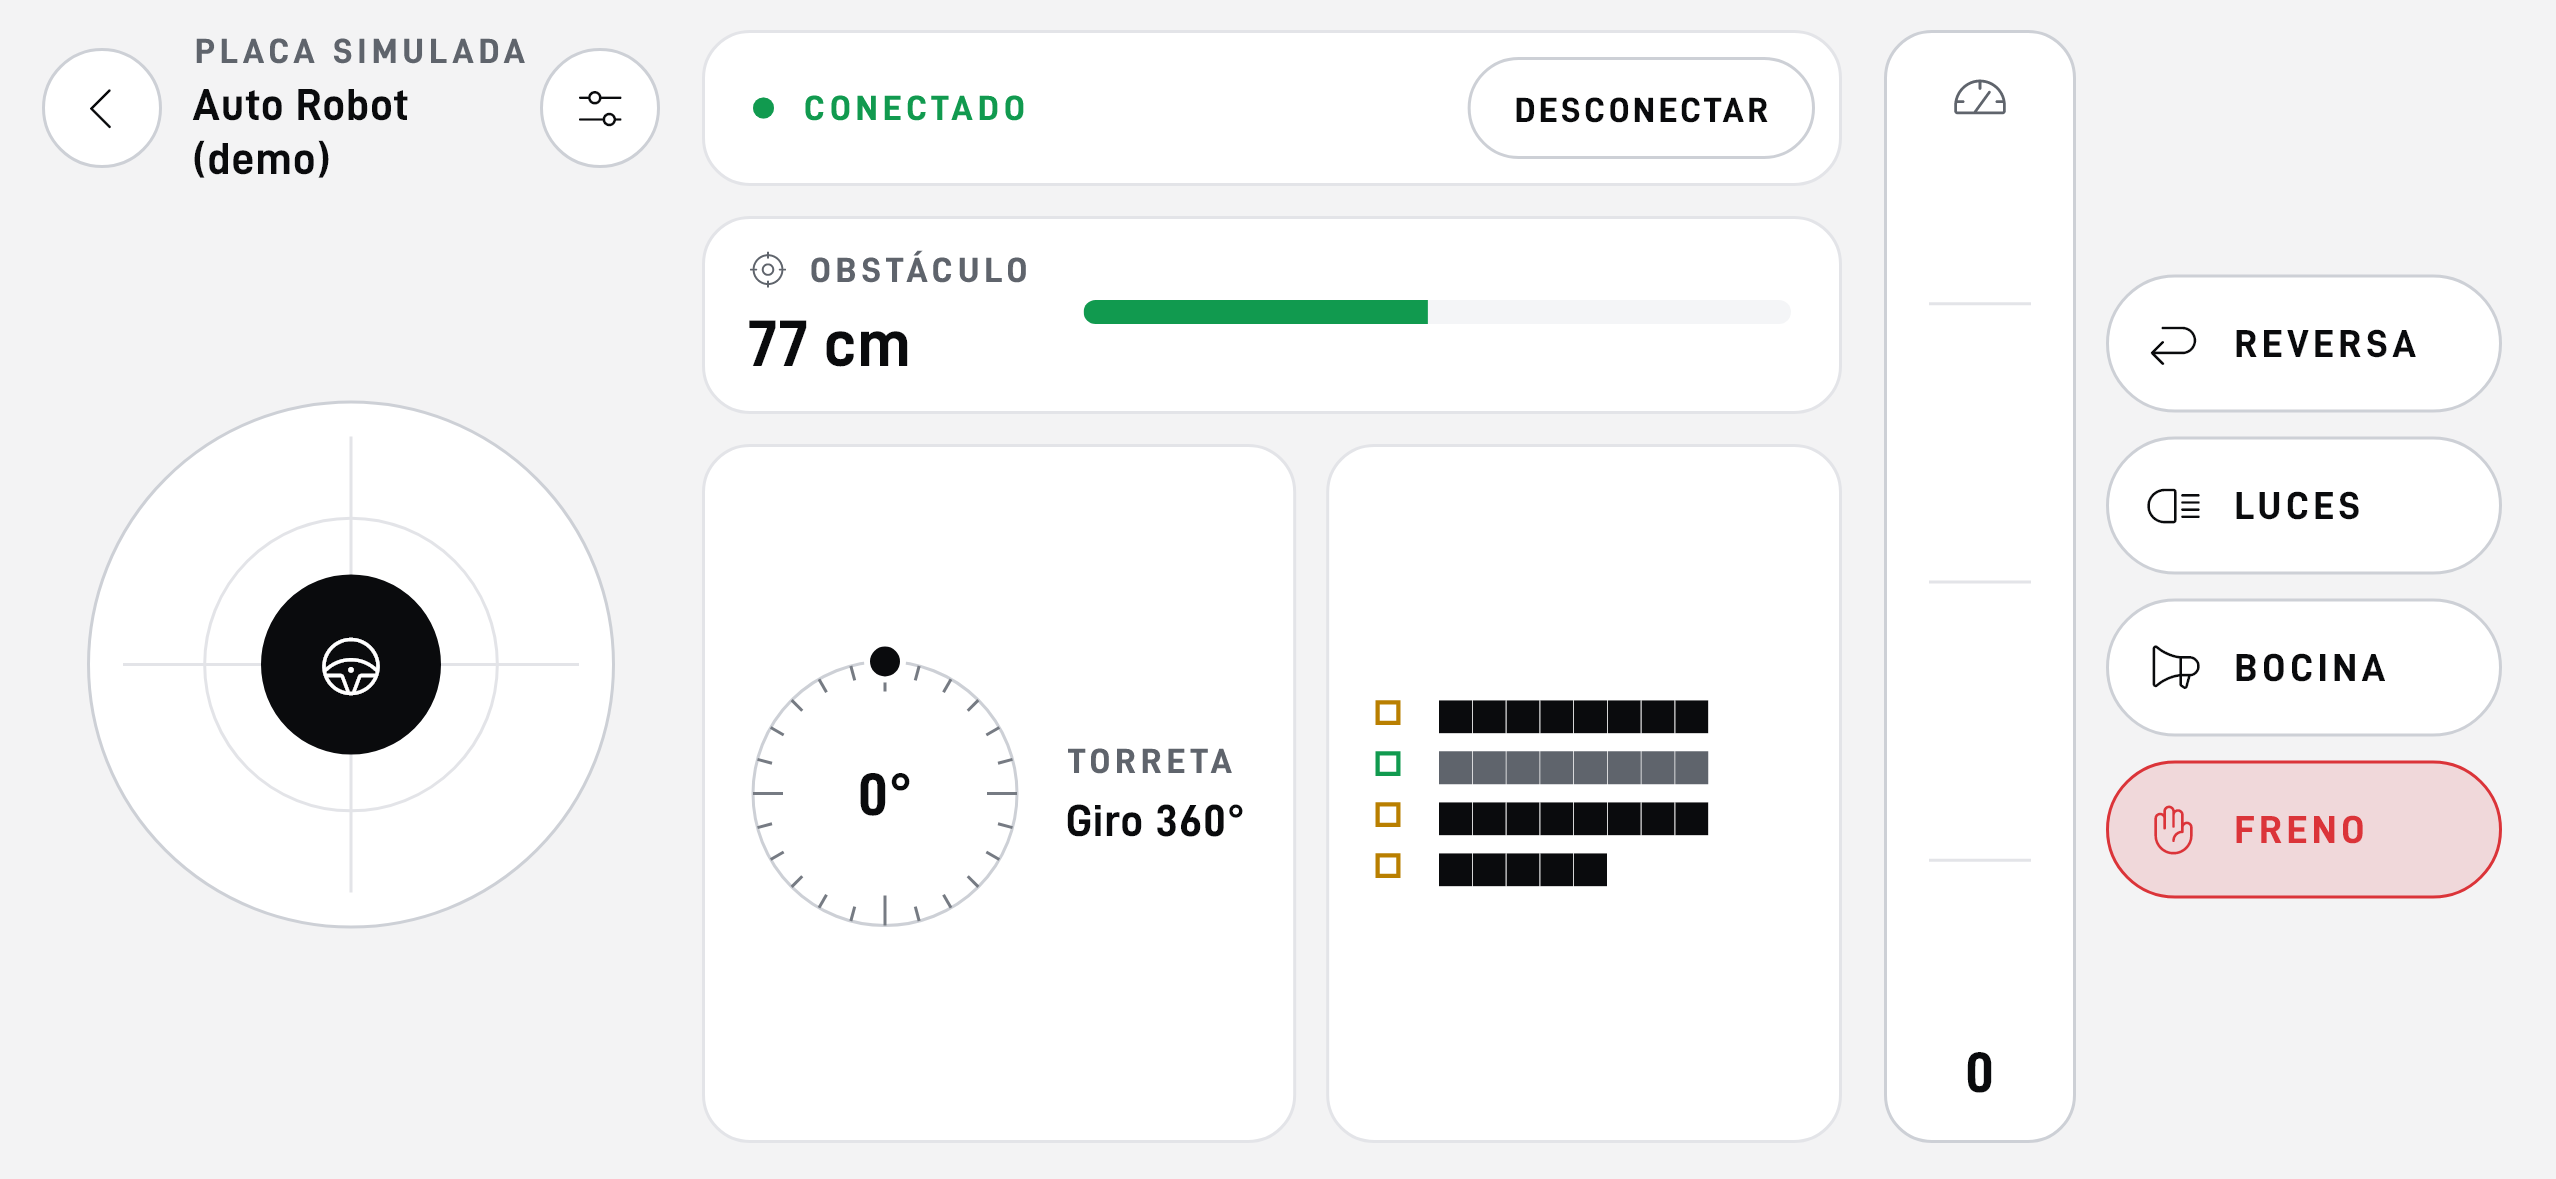 PLACA SIMULADA
Auto Robot
(demo)
CONECTADO
DESCONECTAR
OBSTÁCULO
77 cm
0°
TORRETA
Giro 360°
0
REVERSA
LUCES
BOCINA
FRENO